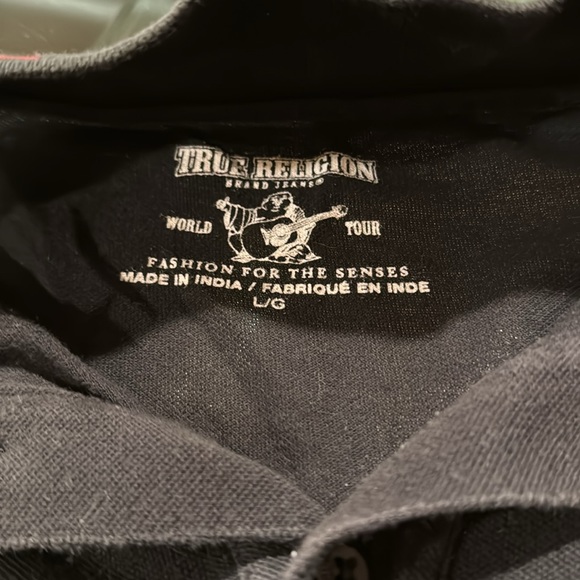 TRUE RELIGION
BRAND JEANS®
WORLD TOUR
FASHION FOR THE SENSES
MADE IN INDIA / FABRIQUÉ EN INDE
L/G